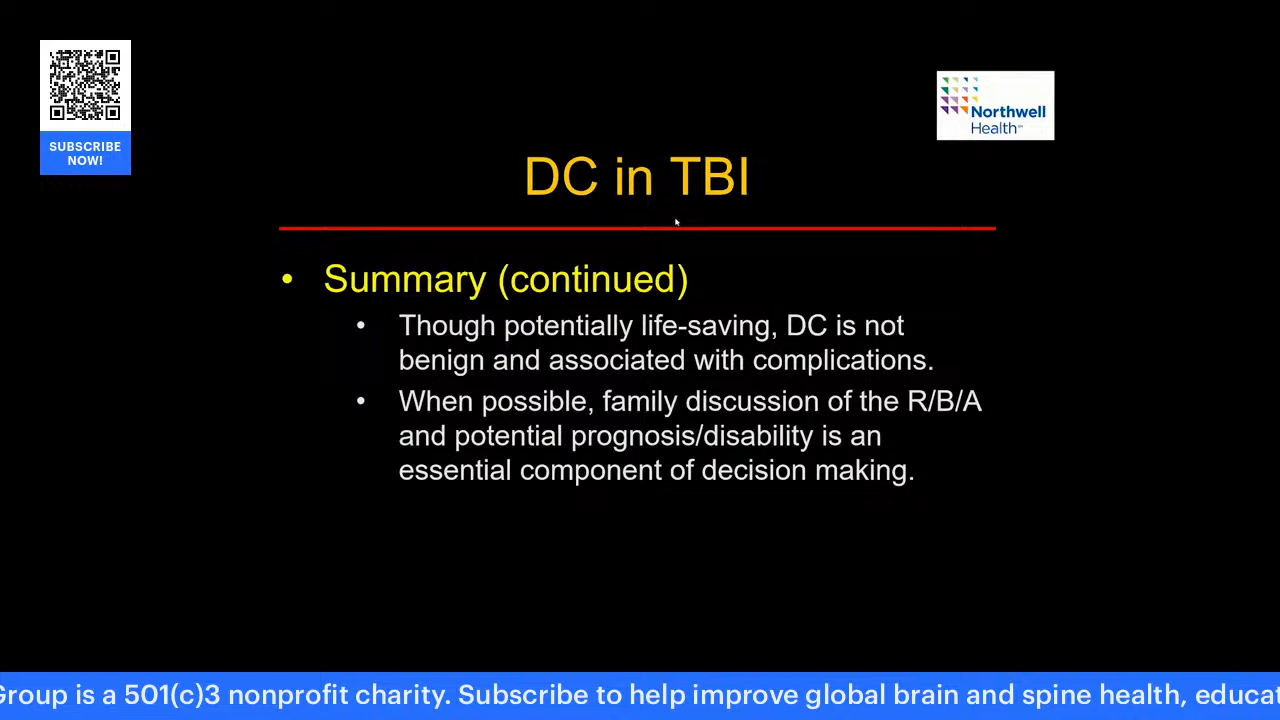 SUBSCRIBE
NOW!
Northwell
Health
DC in TBI
• Summary (continued)
• Though potentially life-saving, DC is not
benign and associated with complications.
• When possible, family discussion of the R/B/A
and potential prognosis/disability is an
essential component of decision making.
Group is a 501(c)3 nonprofit charity. Subscribe to help improve global brain and spine health, educat